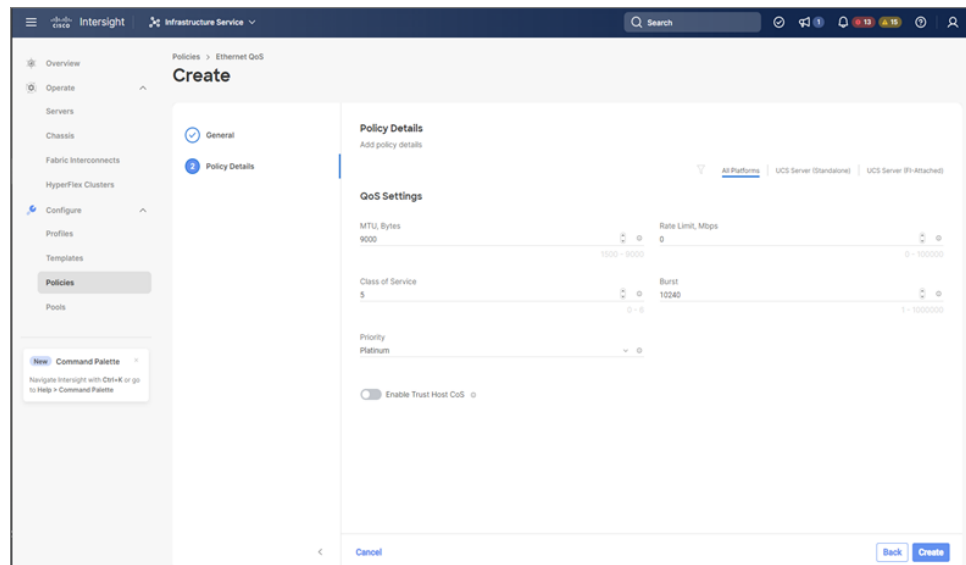 cisco Intersight
Infrastructure Service
Search
1
13
15
Overview
Operate
Servers
Chassis
Fabric Interconnects
HyperFlex Clusters
Configure
Profiles
Templates
Policies
Pools
New Command Palette
Navigate Intersight with Ctrl+K or go
to Help > Command Palette
Policies > Ethernet QoS
Create
General
2 Policy Details
Policy Details
Add policy details
All Platforms | UCS Server (Standalone) | UCS Server (FI-Attached)
QoS Settings
MTU, Bytes
9000
1500 - 9000
Rate Limit, Mbps
0
0 - 100000
Class of Service
5
0 - 6
Burst
10240
1 - 1000000
Priority
Platinum
Enable Trust Host CoS
Cancel
Back
Create